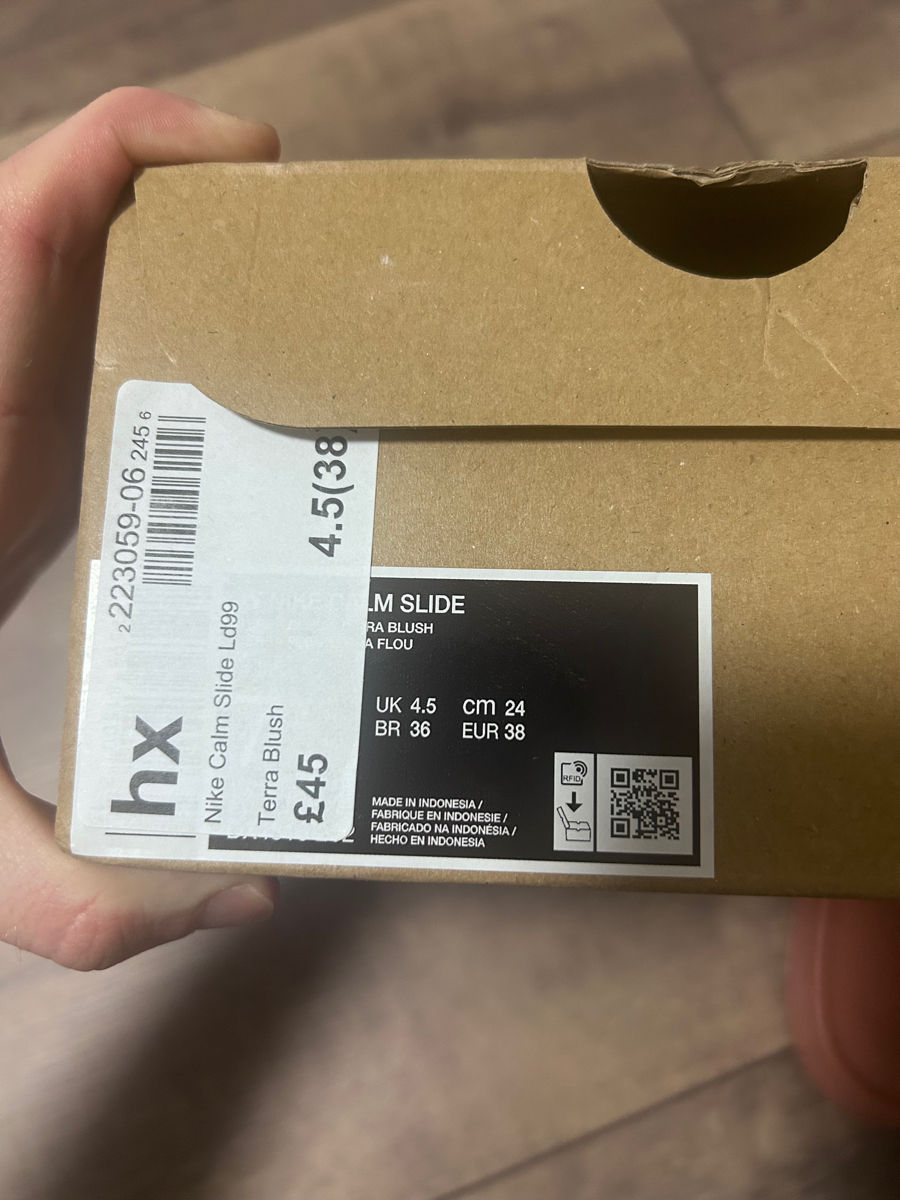 2 223059-06 245 6
hx
Nike Calm Slide Ld99
Terra Blush
£45
4.5(38
LM SLIDE
RA BLUSH
A FLOU
UK 4.5 cm 24
BR 36 EUR 38
MADE IN INDONESIA /
FABRIQUE EN INDONESIE /
FABRICADO NA INDONÉSIA /
HECHO EN INDONESIA
RFID